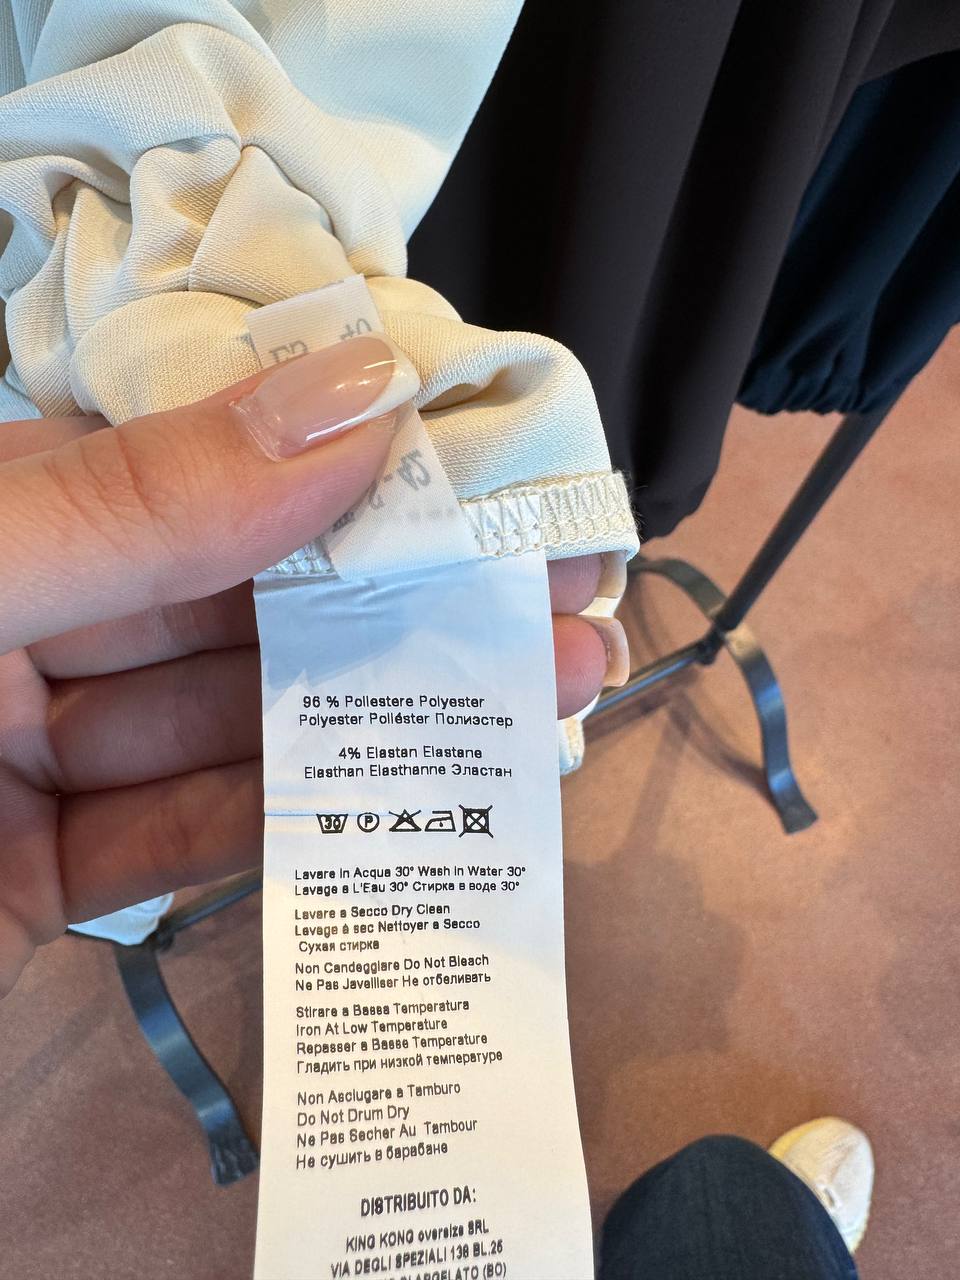 96 % Poliestere Polyester
Polyester Poliéster Полиэстер
4% Elastan Elastane
Elasthan Elasthanne Эластан
30 P
Lavare in Acqua 30° Wash in Water 30°
Lavage a L'Eau 30° Стирка в воде 30°
Lavare a Secco Dry Clean
Lavage à sec Nettoyer a Secco
Сухая стирка
Non Candeggiare Do Not Bleach
Ne Pas Javelliser Не отбеливать
Stirare a Bassa Temperatura
Iron At Low Temperature
Repasser a Basse Temperature
Гладить при низкой температуре
Non Asciugare a Tamburo
Do Not Drum Dry
Ne Pas Secher Au Tambour
Не сушить в барабане
DISTRIBUITO DA:
KING KONG oversize SRL
VIA DEGLI SPEZIALI 138 BL.25
ARGELATO (BO)